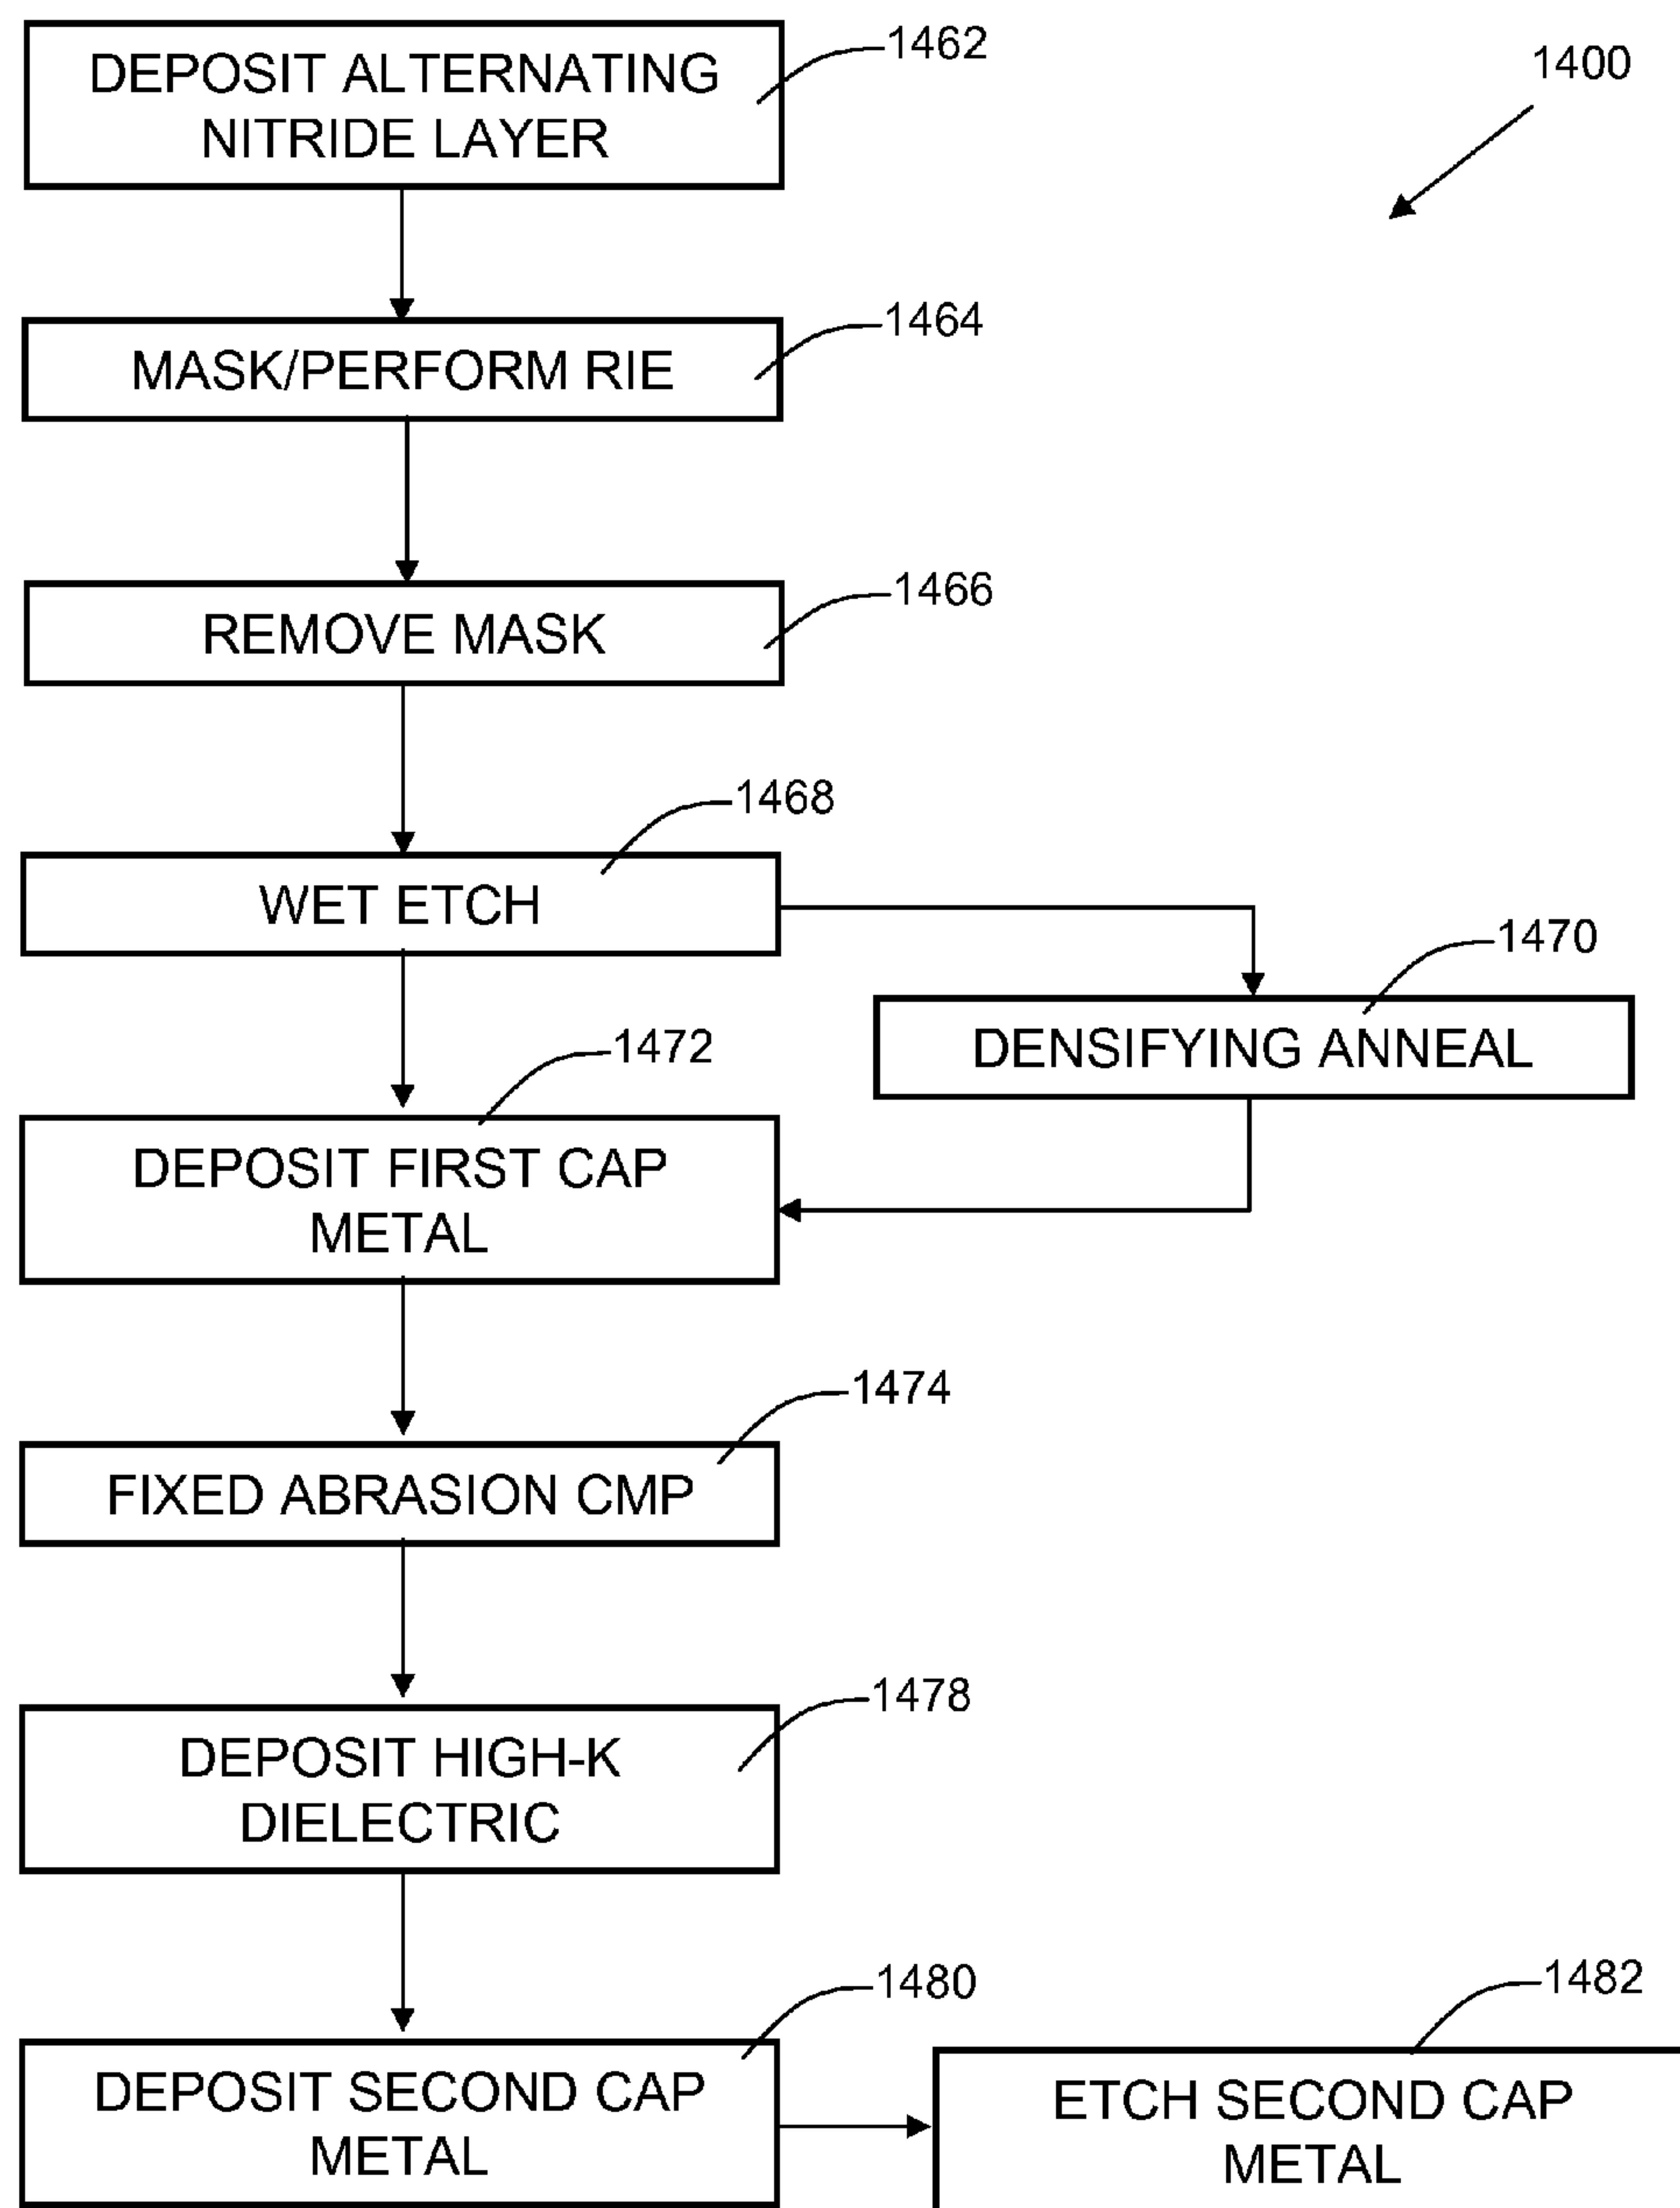 1462
1400
DEPOSIT ALTERNATING
NITRIDE LAYER
1464
MASK/PERFORM RIE
1466
REMOVE MASK
1468
WET ETCH
1470
DENSIFYING ANNEAL
1472
DEPOSIT FIRST CAP
METAL
1474
FIXED ABRASION CMP
1478
DEPOSIT HIGH-K
DIELECTRIC
1480
DEPOSIT SECOND CAP
METAL
1482
ETCH SECOND CAP
METAL